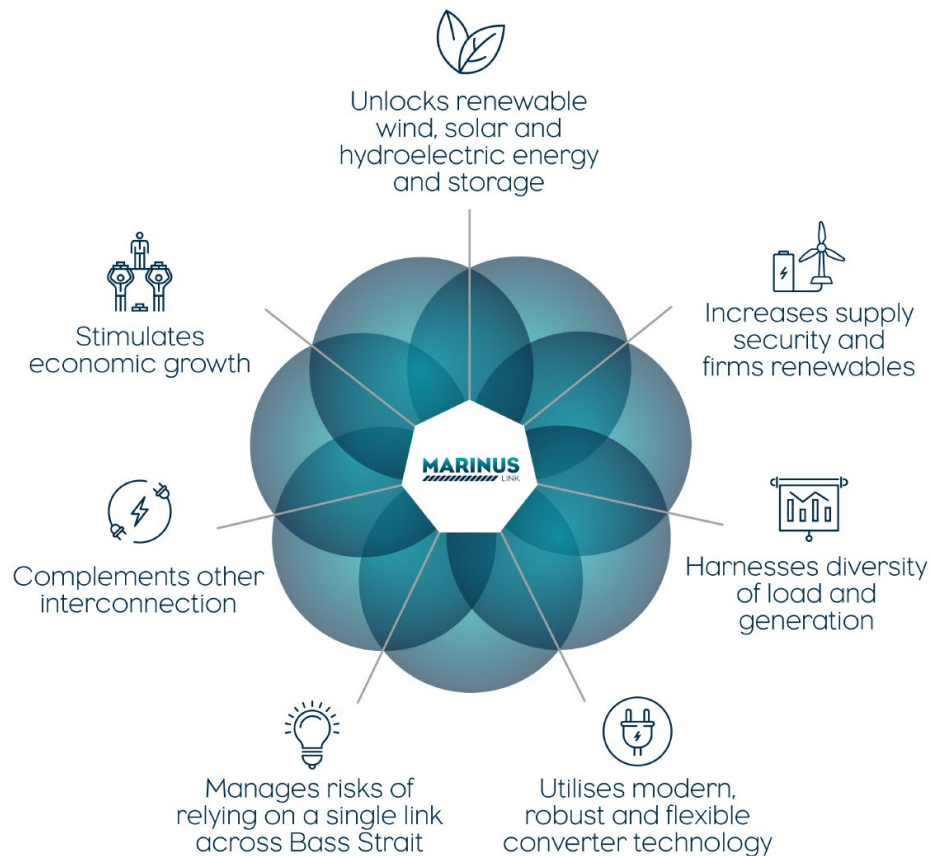 Unlocks renewable
wind, solar and
hydroelectric energy
and storage
Increases supply
security and
firms renewables
Harnesses diversity
of load and
generation
Utilises modern,
robust and flexible
converter technology
Manages risks of
relying on a single link
across Bass Strait
Complements other
interconnection
Stimulates
economic growth
MARINUS
LINK